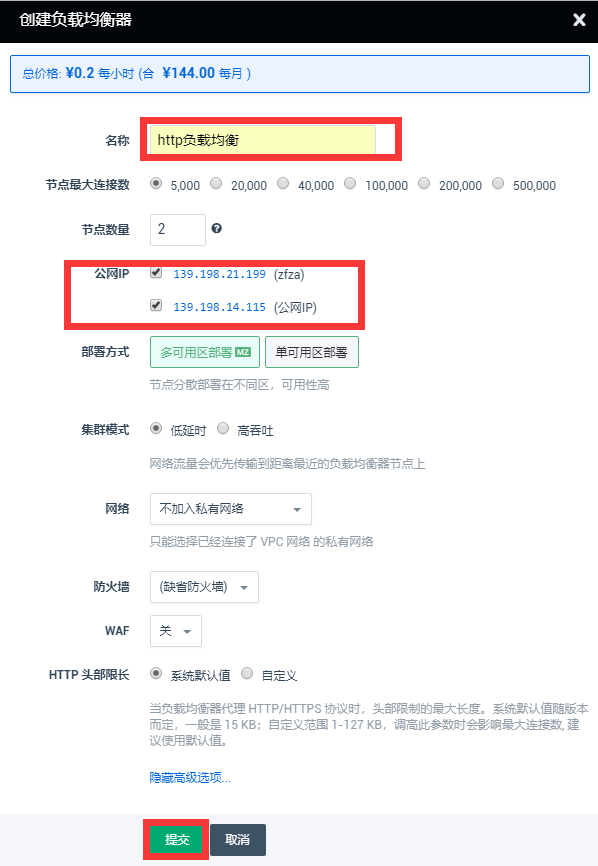 创建负载均衡器
总价格: ¥0.2 每小时 (合 ¥144.00 每月 )
名称 http负载均衡
节点最大连接数 5,000 20,000 40,000 100,000 200,000 500,000
节点数量 2
公网IP 139.198.21.199 (zfza)
139.198.14.115 (公网IP)
部署方式 多可用区部署 MZ 单可用区部署
节点分散部署在不同区，可用性高
集群模式 低延时 高吞吐
网络流量会优先传输到距离最近的负载均衡器节点上
网络 不加入私有网络
只能选择已经连接了 VPC 网络 的私有网络
防火墙 (缺省防火墙)
WAF 关
HTTP 头部限长 系统默认值 自定义
当负载均衡器代理 HTTP/HTTPS 协议时，头部限制的最大长度。系统默认值随版本
而定，一般是 15 KB；自定义范围 1-127 KB，调高此参数时会影响最大连接数, 建
议使用默认值。
隐藏高级选项...
提交 取消